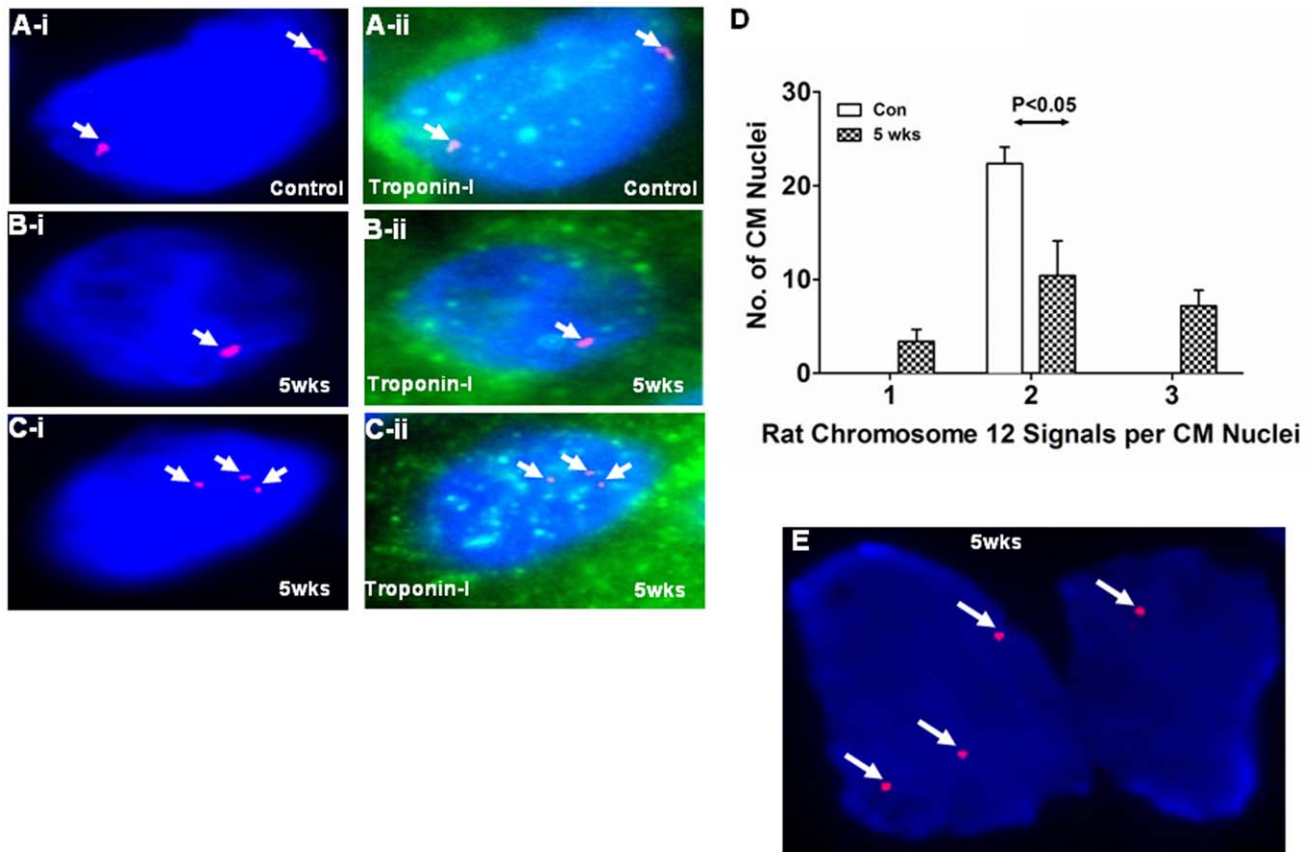 A-i
Control
A-ii
Troponin-I
Control
B-i
5wks
B-ii
Troponin-I
5wks
C-i
5wks
C-ii
Troponin-I
5wks
D
30
20
10
0
Con
5 wks
P<0.05
No. of CM Nuclei
1 2 3
Rat Chromosome 12 Signals per CM Nuclei
E
5wks